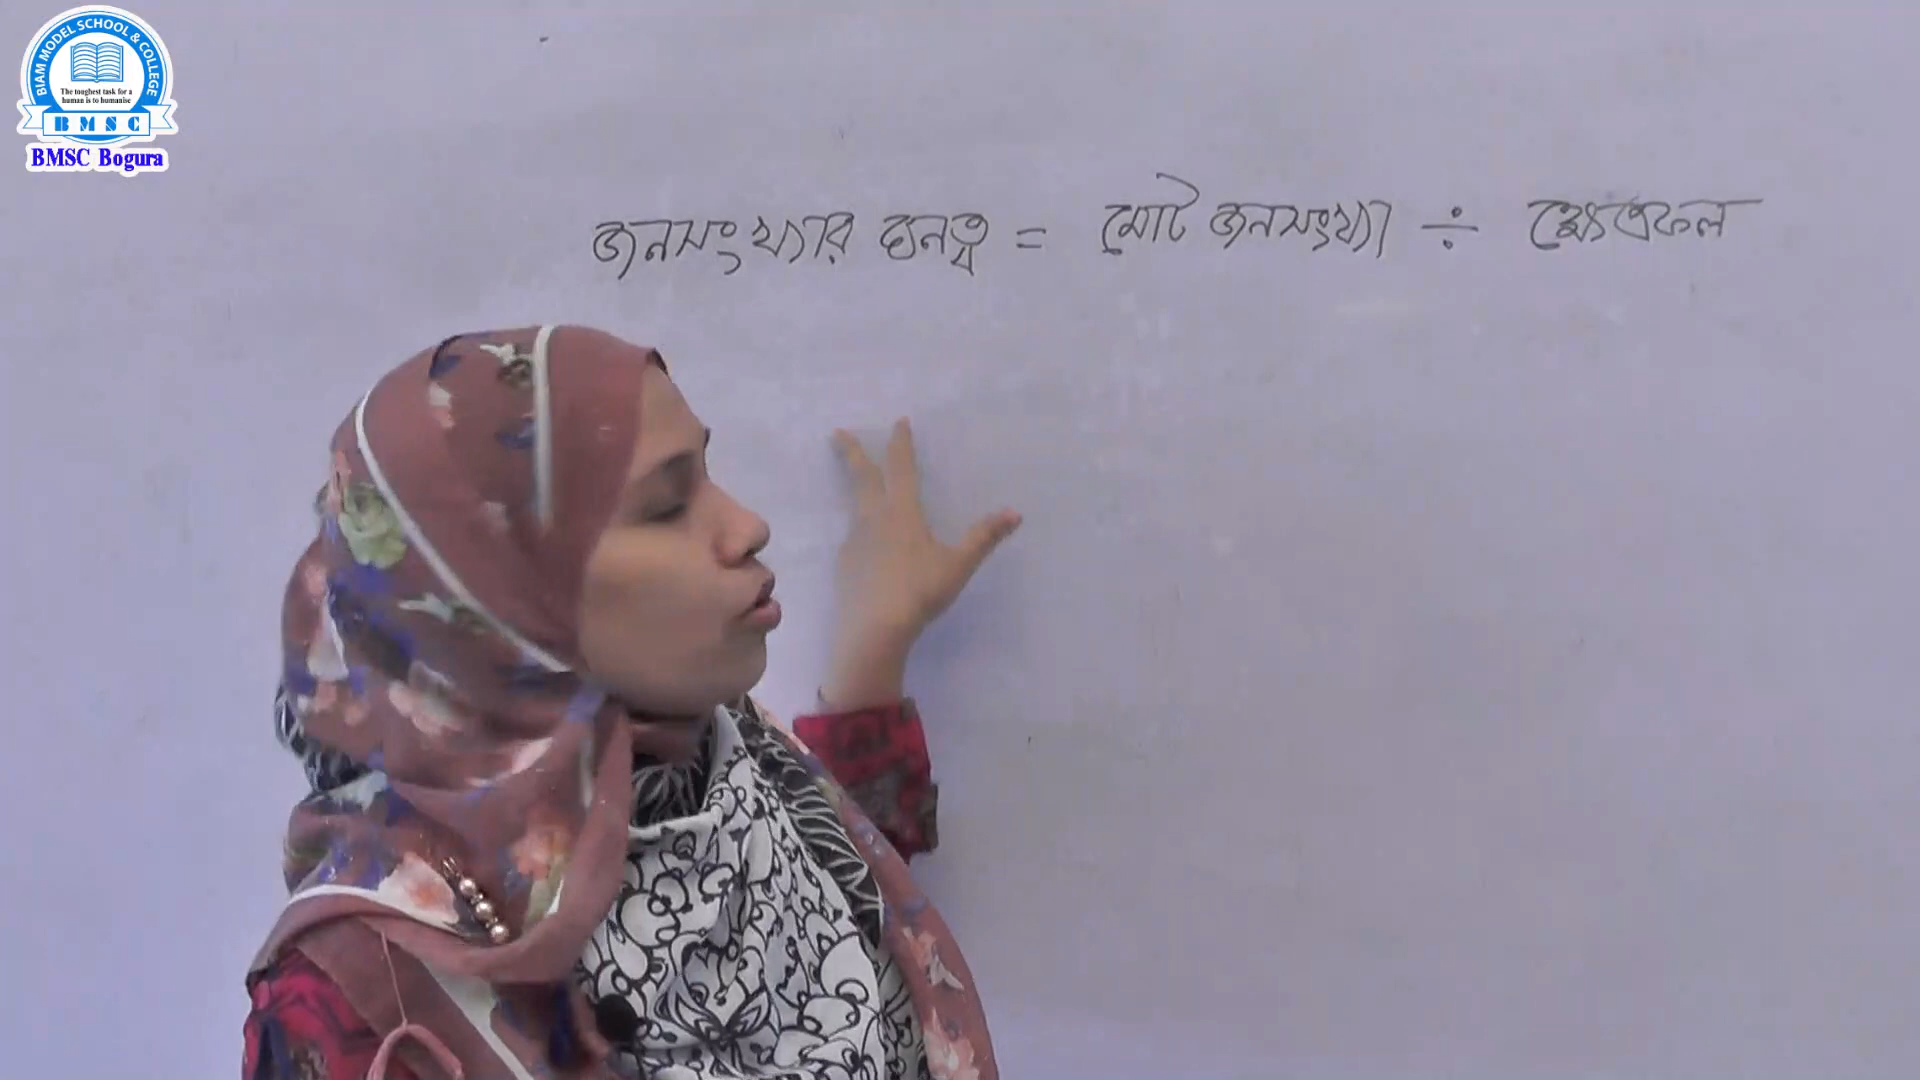 BIAM MODEL SCHOOL & COLLEGE
The toughest task for a
human is to humanise
BMSC
BMSC Bogura
জনসংখ্যার ঘনত্ব = মোট জনসংখ্যা ÷ ক্ষেত্রফল